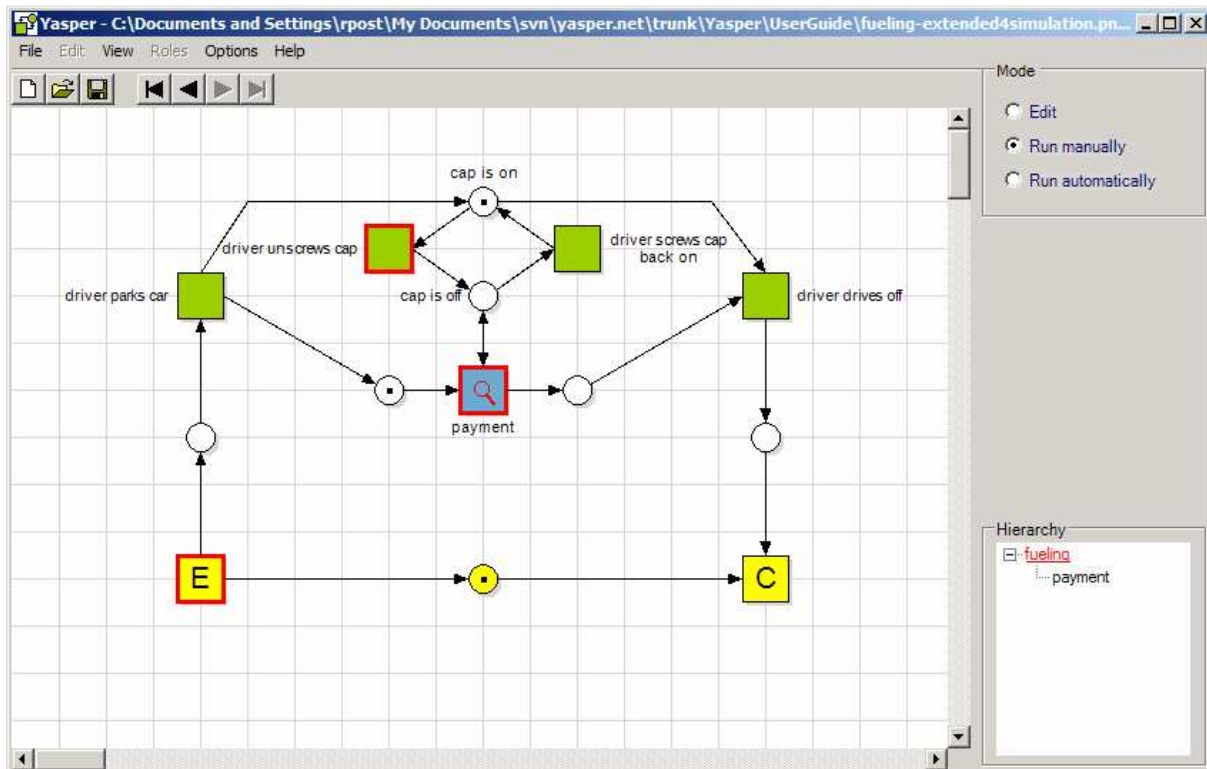 Yasper - C:\Documents and Settings\rpost\My Documents\svn\yasper.net\trunk\Yasper\UserGuide\fueling-extended4simulation.pn...
File Edit View Roles Options Help
Mode
Edit
Run manually
Run automatically
cap is on
driver unscrews cap
driver screws cap
back on
driver parks car
cap is off
driver drives off
payment
E
C
Hierarchy
fueling
payment